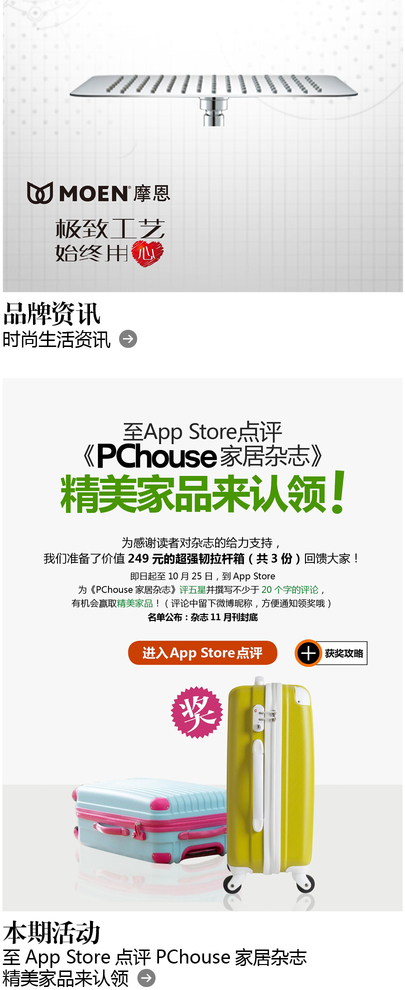 MOEN®摩恩
极致工艺
始终用心
品牌资讯
时尚生活资讯
至App Store点评
《PChouse家居杂志》
精美家品来认领!
为感谢读者对杂志的给力支持，
我们准备了价值 249 元的超强韧拉杆箱（共 3 份）回馈大家！
即日起至 10 月 25 日，到 App Store
为《PChouse 家居杂志》评五星并撰写不少于 20 个字的评论，
有机会赢取精美家品！（评论中留下微博昵称，方便通知领奖哦）
名单公布：杂志 11 月刊封底
进入App Store点评
获奖攻略
奖
本期活动
至 App Store 点评 PChouse 家居杂志
精美家品来认领